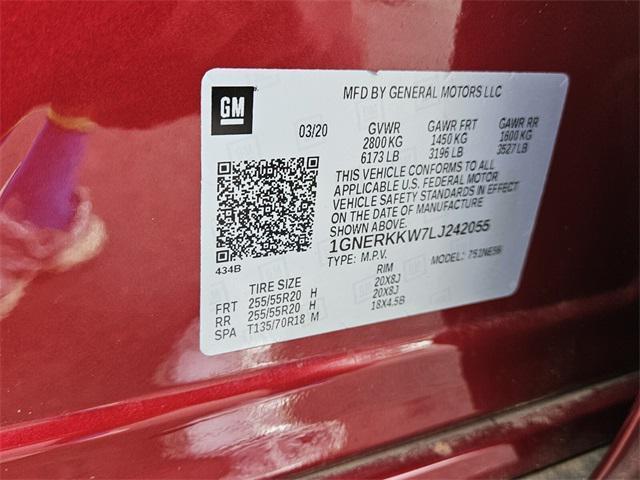 GM
MFD BY GENERAL MOTORS LLC
03/20
GVWR GAWR FRT GAWR RR
2800 KG 1450 KG 1600 KG
6173 LB 3196 LB 3527 LB
THIS VEHICLE CONFORMS TO ALL
APPLICABLE U.S. FEDERAL MOTOR
VEHICLE SAFETY STANDARDS IN EFFECT
ON THE DATE OF MANUFACTURE
SHOWN ABOVE.
1GNERKKW7LJ242055
TYPE: M.P.V. MODEL:
434B
TIRE SIZE RIM
FRT 255/55R20 H 20X8J
RR 255/55R20 H 20X8J
SPA T135/70R18 M 18X4.5B